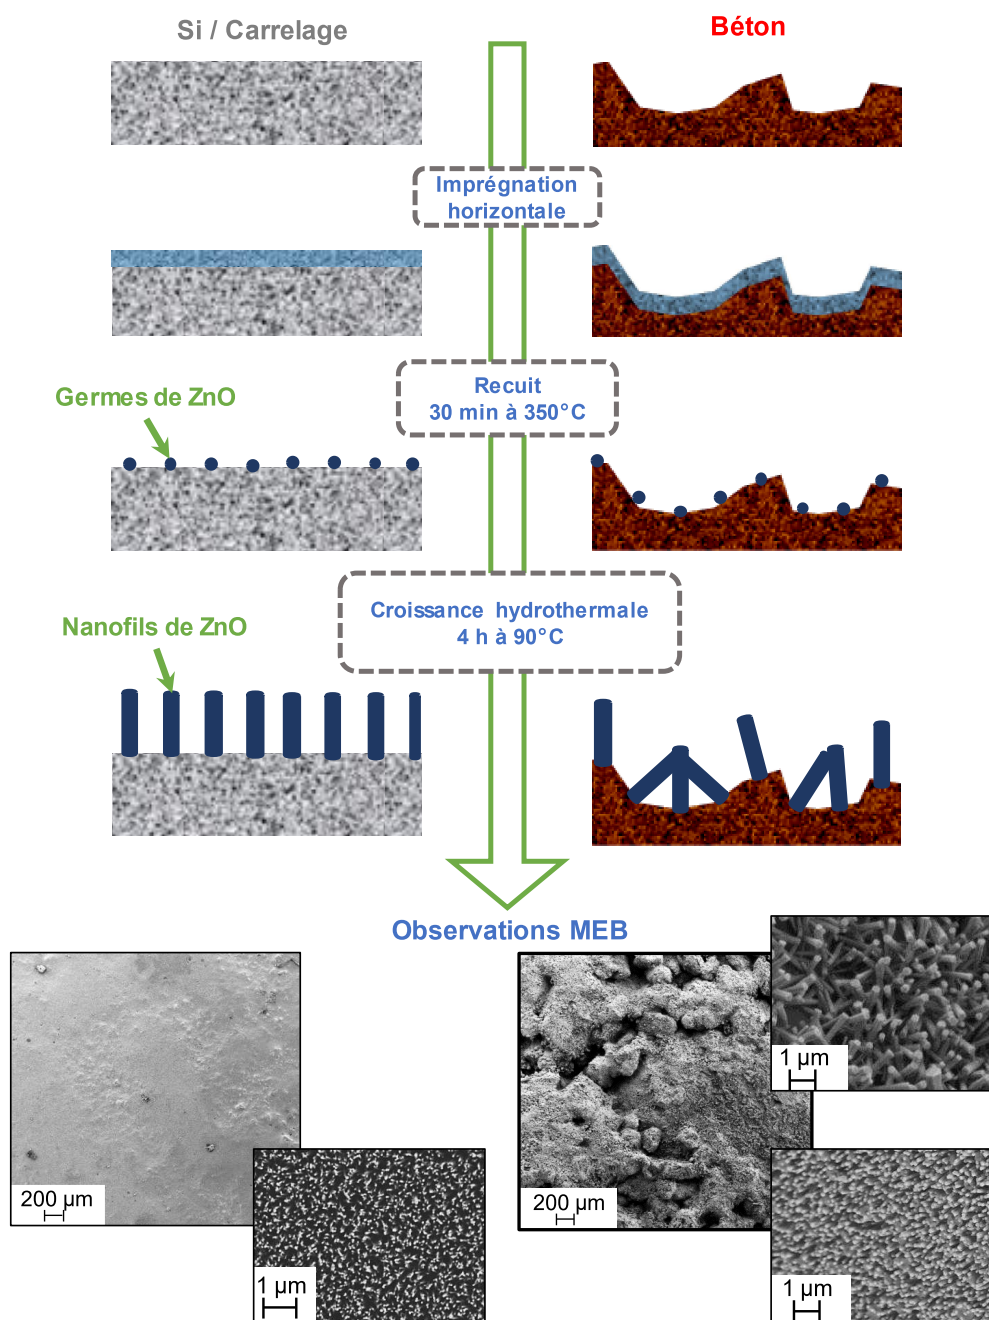 Si / Carrelage
Béton
Imprégnation
horizontale
Recuit
30 min à 350°C
Germes de ZnO
Croissance hydrothermale
4 h à 90°C
Nanofils de ZnO
Observations MEB
1 µm
200 µm
200 µm
1 µm
1 µm